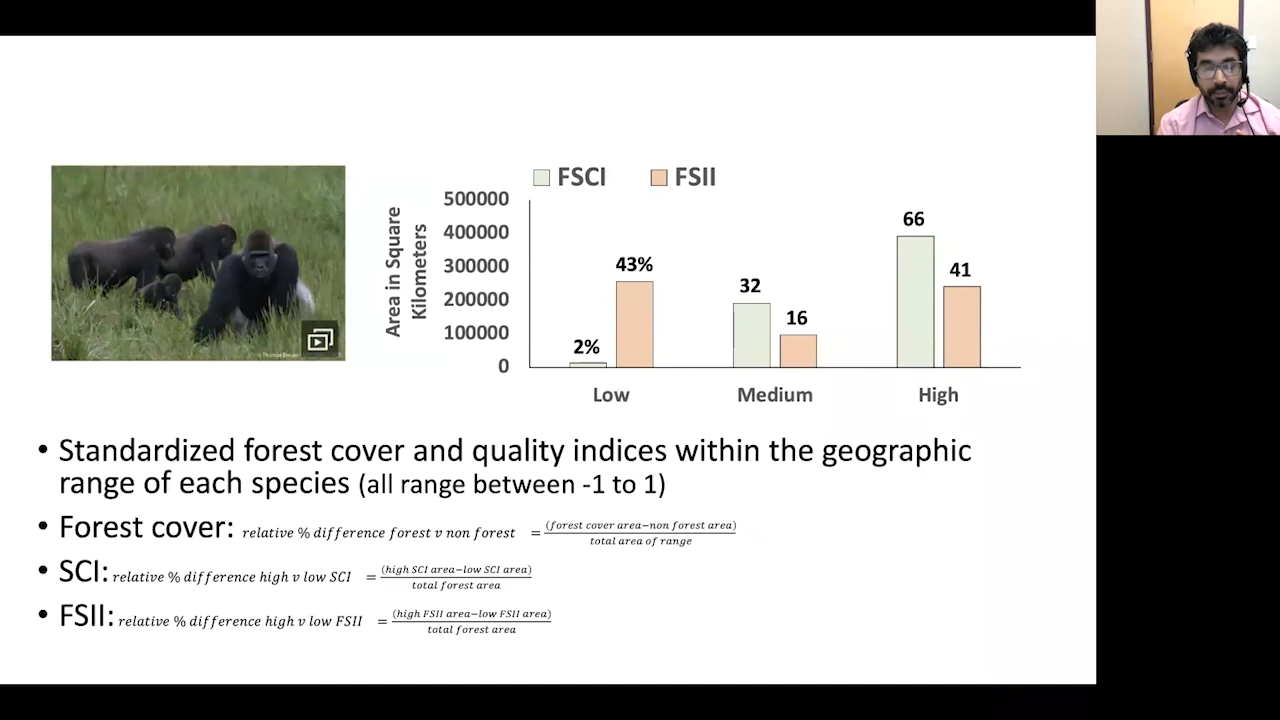 FSCI FSII
Area in Square
Kilometers
500000
400000
300000
200000
100000
0
2%
43%
32
16
66
41
Low Medium High
• Standardized forest cover and quality indices within the geographic
range of each species (all range between -1 to 1)
• Forest cover: relative % difference forest v non forest = (forest cover area−non forest area) / total area of range
• SCI: relative % difference high v low SCI = (high SCI area−low SCI area) / total forest area
• FSII: relative % difference high v low FSII = (high FSII area−low FSII area) / total forest area